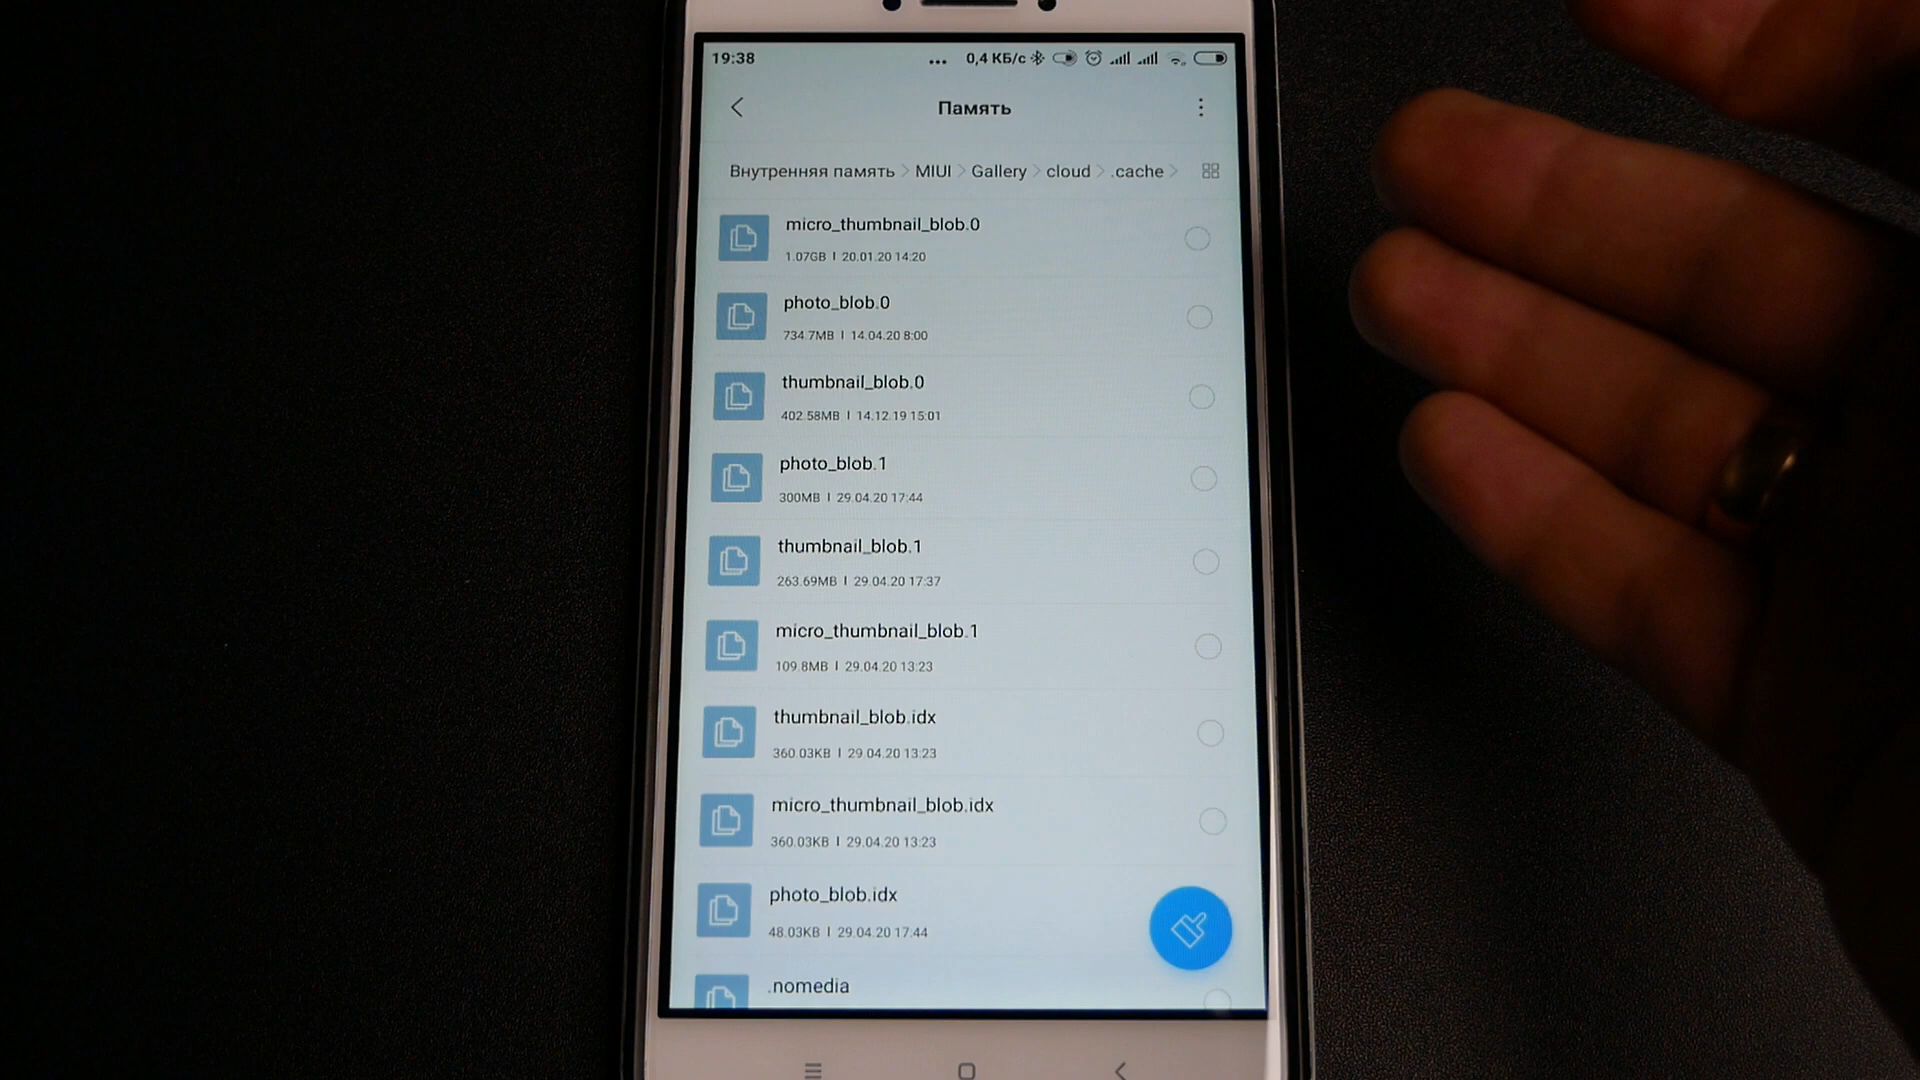 19:38 ... 0,4 КБ/с
Память
Внутренняя память > MIUI > Gallery > cloud > .cache >
micro_thumbnail_blob.0
1.07GB | 20.01.20 14:20
photo_blob.0
734.7MB | 14.04.20 8:00
thumbnail_blob.0
402.58MB | 14.12.19 15:01
photo_blob.1
300MB | 29.04.20 17:44
thumbnail_blob.1
263.69MB | 29.04.20 17:37
micro_thumbnail_blob.1
109.8MB | 29.04.20 13:23
thumbnail_blob.idx
360.03KB | 29.04.20 13:23
micro_thumbnail_blob.idx
360.03KB | 29.04.20 13:23
photo_blob.idx
48.03KB | 29.04.20 17:44
.nomedia